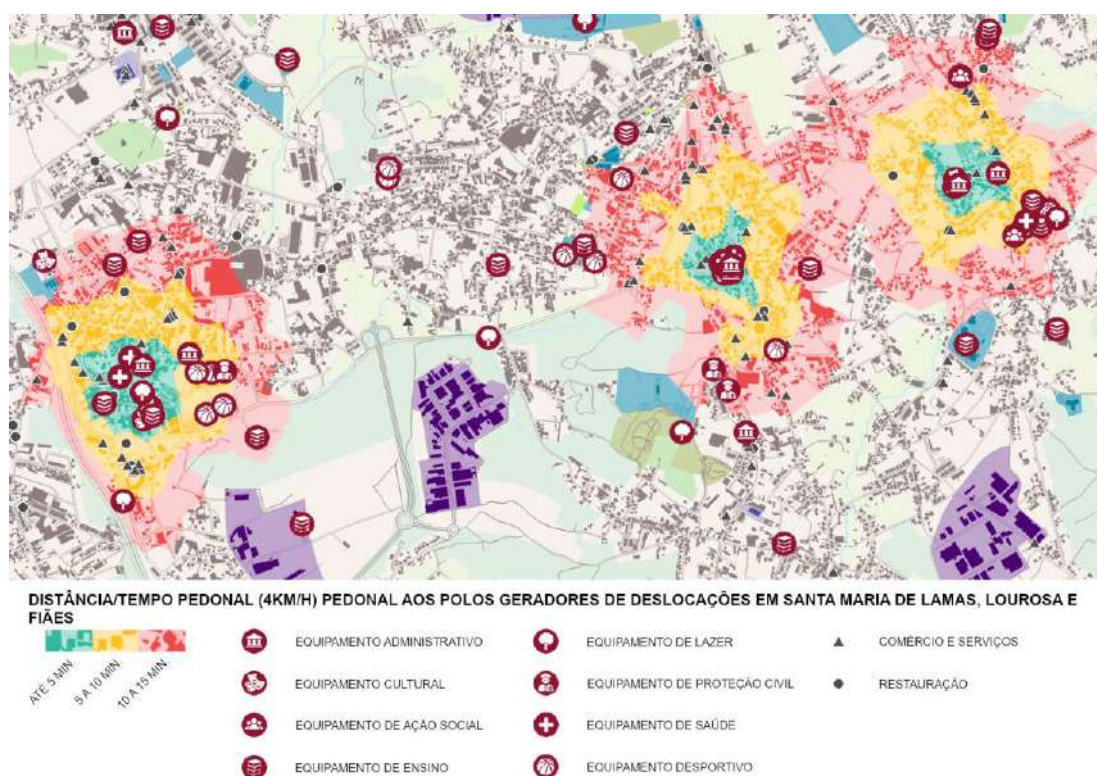 DISTÂNCIA/TEMPO PEDONAL (4KM/H) PEDONAL AOS POLOS GERADORES DE DESLOCAÇÕES EM SANTA MARIA DE LAMAS, LOUROSA E
FIÃES
ATÉ 5 MIN.
5 A 10 MIN.
10 A 15 MIN.
EQUIPAMENTO ADMINISTRATIVO
EQUIPAMENTO CULTURAL
EQUIPAMENTO DE AÇÃO SOCIAL
EQUIPAMENTO DE ENSINO
EQUIPAMENTO DE LAZER
EQUIPAMENTO DE PROTEÇÃO CIVIL
EQUIPAMENTO DE SAÚDE
EQUIPAMENTO DESPORTIVO
COMÉRCIO E SERVIÇOS
RESTAURAÇÃO